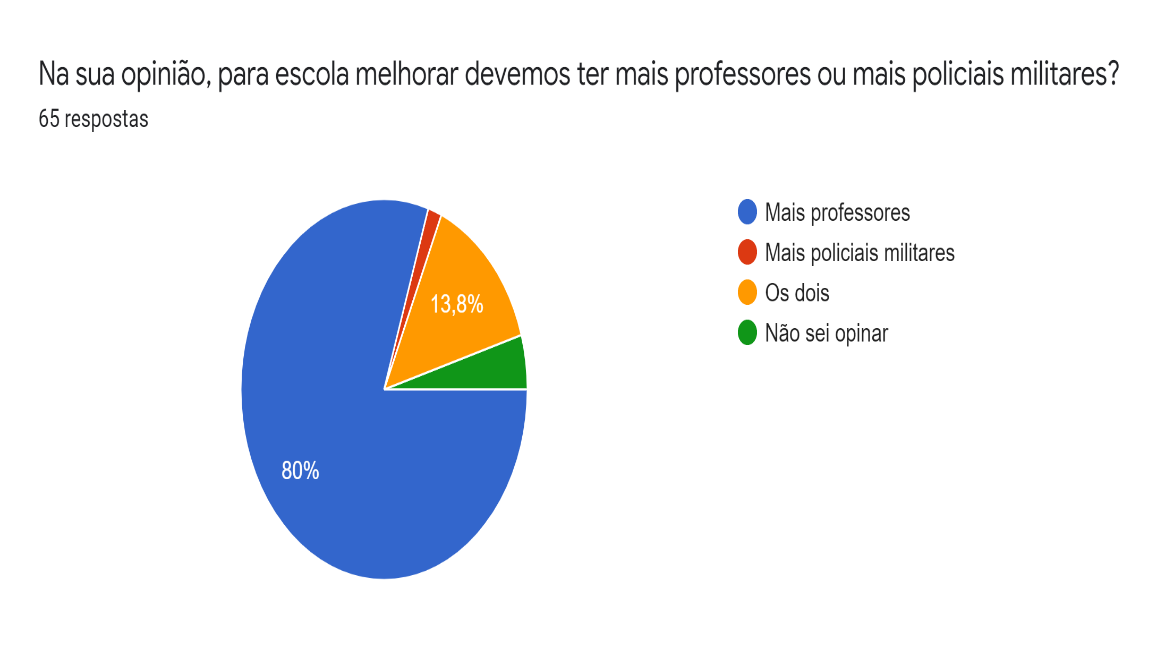 Na sua opinião, para escola melhorar devemos ter mais professores ou mais policiais militares?
65 respostas
Mais professores
Mais policiais militares
Os dois
Não sei opinar
13,8%
80%